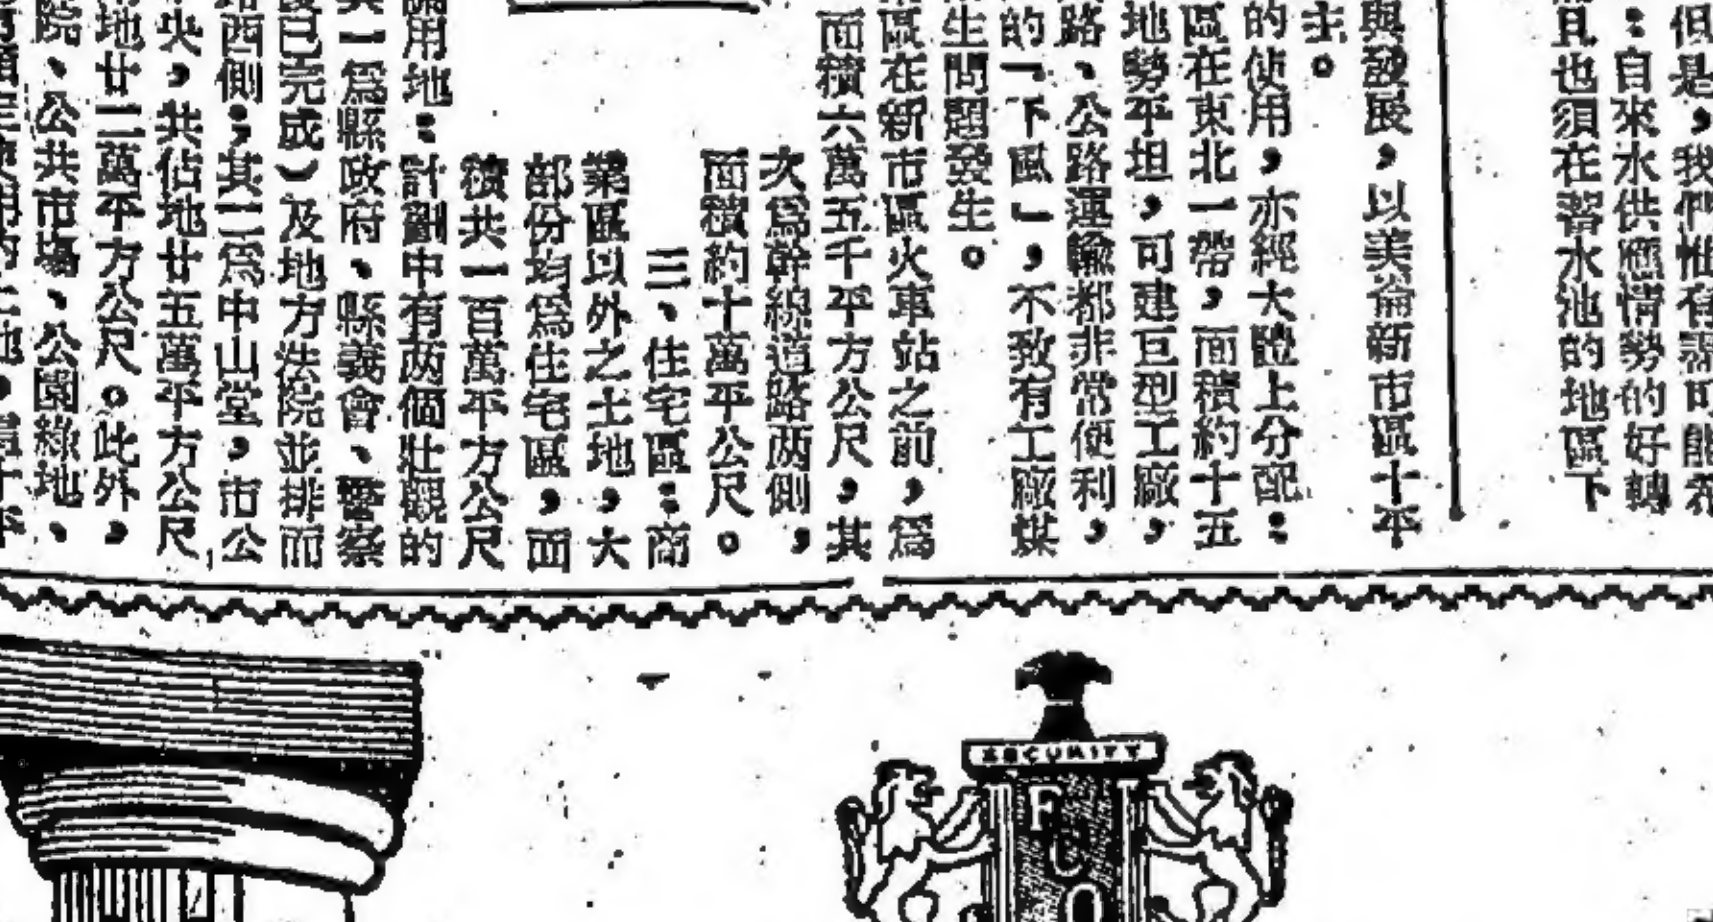 但是，我們惟有認可能
：自來水供應情勢的好轉
且也須在蓄水池的地區下
與發展，以美崙新市區十平
主。
的使用，亦經大體上分配：
區在東北一帶，面積約十五
地勢平坦，可建巨型工廠，
路、公路運輸都非常便利，
的「下風」，不致有工廠煤
生問題發生。
區在新市區火車站之前，爲
面積六萬五千平方公尺，其
次爲幹線道路两側，
面積約十萬平公尺。
三、住宅區：商
業區以外之土地，大
部份均爲住宅區，面
積共一百萬平方公尺
用地：計劃中有两個壯觀的
一爲縣政府、縣義會、警察
已完成）及地方法院並排而
西側；其二爲中山堂，市公
央，共佔地廿五萬平方公尺
地廿二萬平方公尺。此外，
院、公共市場、公園綠地、
SECURITY
F
U
O